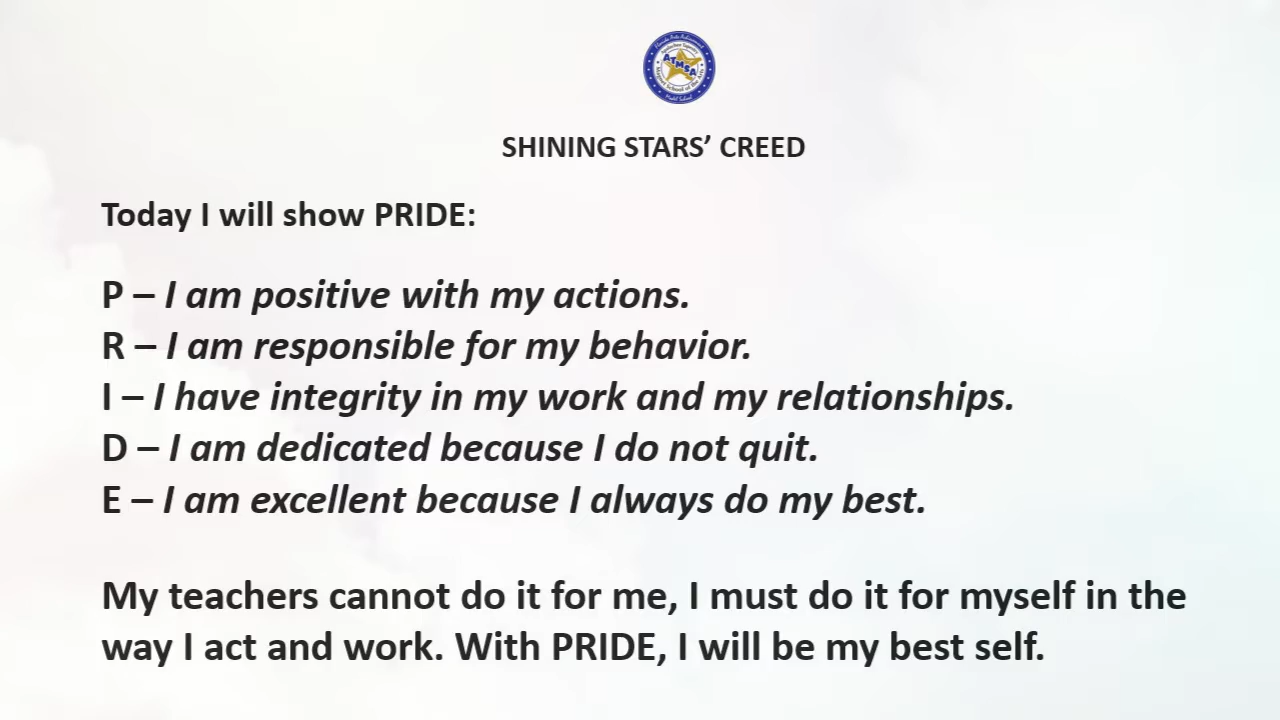 ATMSA
SHINING STARS’ CREED
Today I will show PRIDE:
P – I am positive with my actions.
R – I am responsible for my behavior.
I – I have integrity in my work and my relationships.
D – I am dedicated because I do not quit.
E – I am excellent because I always do my best.
My teachers cannot do it for me, I must do it for myself in the
way I act and work. With PRIDE, I will be my best self.